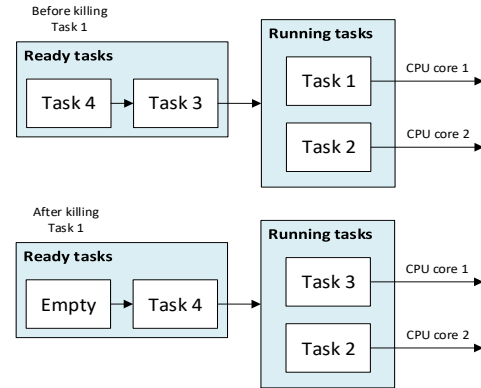 Before killing
Task 1
Ready tasks
Running tasks
Task 4
Task 3
Task 1
CPU core 1
Task 2
CPU core 2
After killing
Task 1
Ready tasks
Running tasks
Empty
Task 4
Task 3
CPU core 1
Task 2
CPU core 2